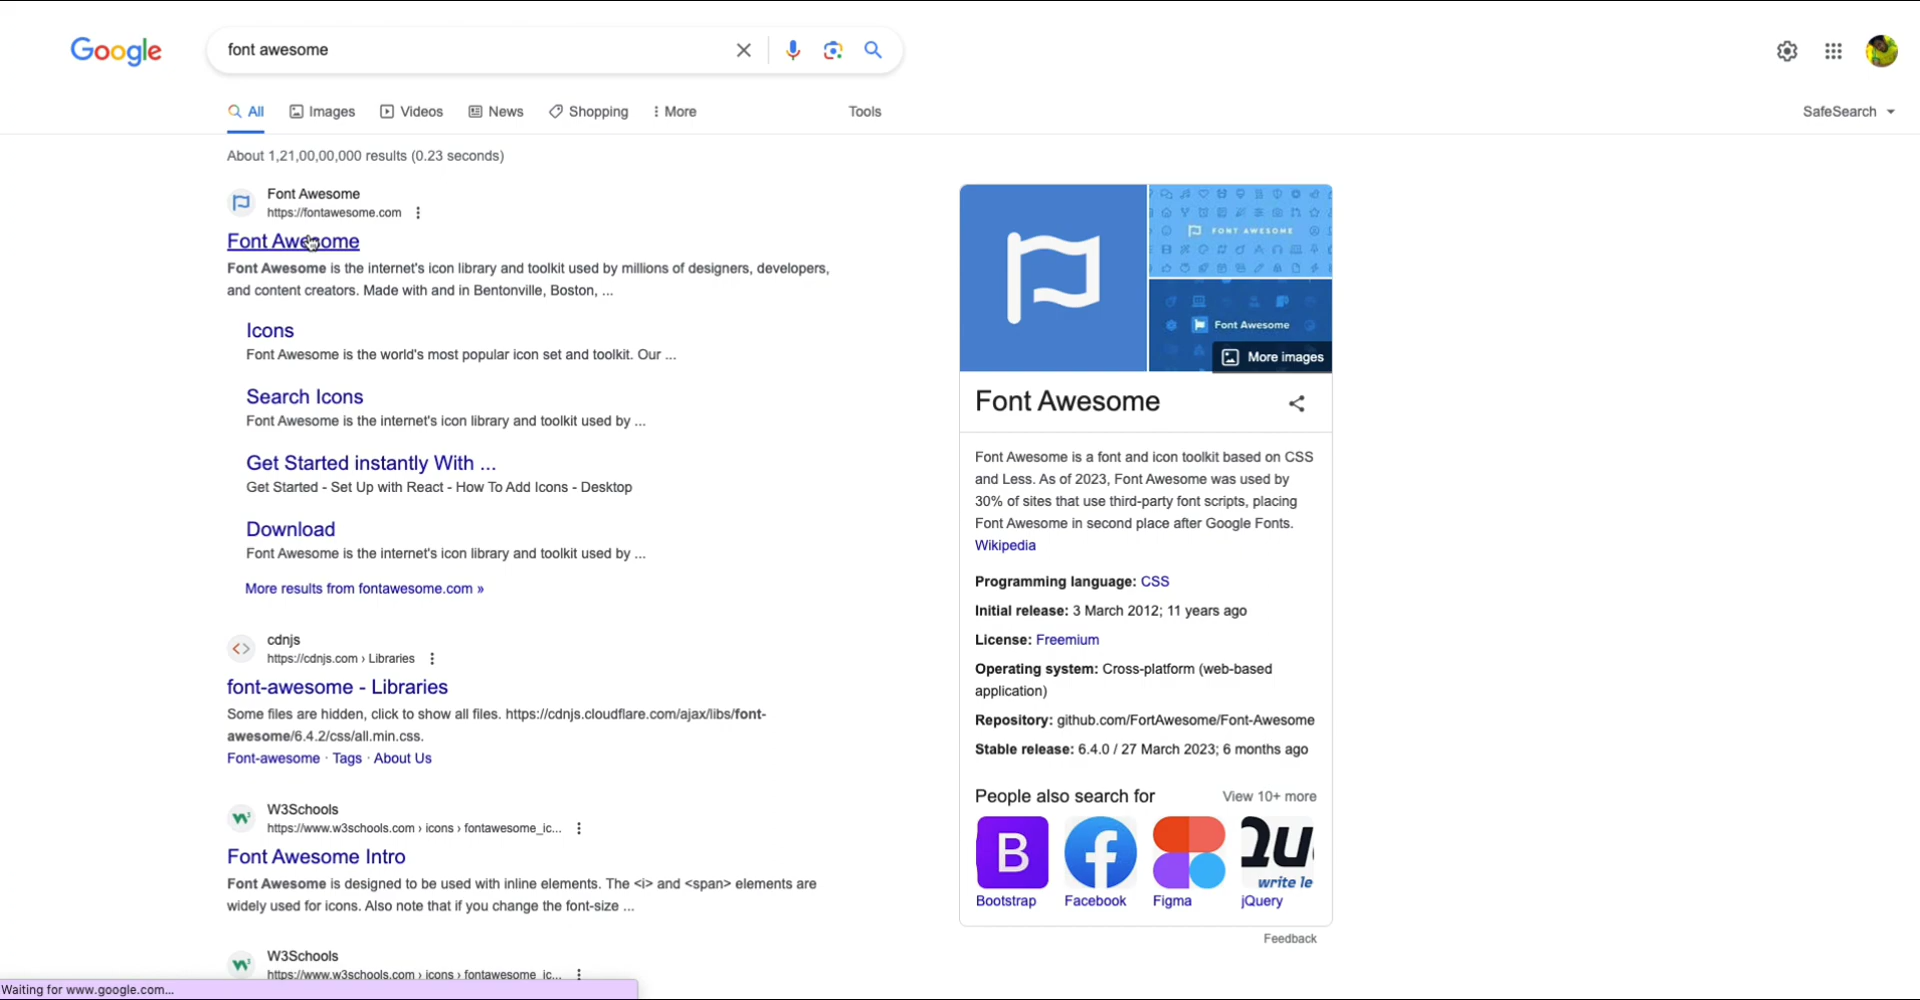 Google
font awesome
All
Images
Videos
News
Shopping
More
Tools
SafeSearch
About 1,21,00,00,000 results (0.23 seconds)
Font Awesome
https://fontawesome.com
Font Awesome
Font Awesome is the internet's icon library and toolkit used by millions of designers, developers,
and content creators. Made with and in Bentonville, Boston, ...
Icons
Font Awesome is the world's most popular icon set and toolkit. Our ...
Search Icons
Font Awesome is the internet's icon library and toolkit used by ...
Get Started instantly With ...
Get Started - Set Up with React - How To Add Icons - Desktop
Download
Font Awesome is the internet's icon library and toolkit used by ...
More results from fontawesome.com »
cdnjs
https://cdnjs.com › Libraries
font-awesome - Libraries
Some files are hidden, click to show all files. https://cdnjs.cloudflare.com/ajax/libs/font-
awesome/6.4.2/css/all.min.css.
Font-awesome · Tags · About Us
W3Schools
https://www.w3schools.com › icons › fontawesome_ic...
Font Awesome Intro
Font Awesome is designed to be used with inline elements. The <i> and <span> elements are
widely used for icons. Also note that if you change the font-size ...
W3Schools
https://www.w3schools.com › icons › fontawesome_ic...
Waiting for www.google.com...
FONT AWESOME
Font Awesome
More images
Font Awesome
Font Awesome is a font and icon toolkit based on CSS
and Less. As of 2023, Font Awesome was used by
30% of sites that use third-party font scripts, placing
Font Awesome in second place after Google Fonts.
Wikipedia
Programming language: CSS
Initial release: 3 March 2012; 11 years ago
License: Freemium
Operating system: Cross-platform (web-based
application)
Repository: github.com/FortAwesome/Font-Awesome
Stable release: 6.4.0 / 27 March 2023; 6 months ago
People also search for
View 10+ more
B
write le
Bootstrap
Facebook
Figma
jQuery
Feedback